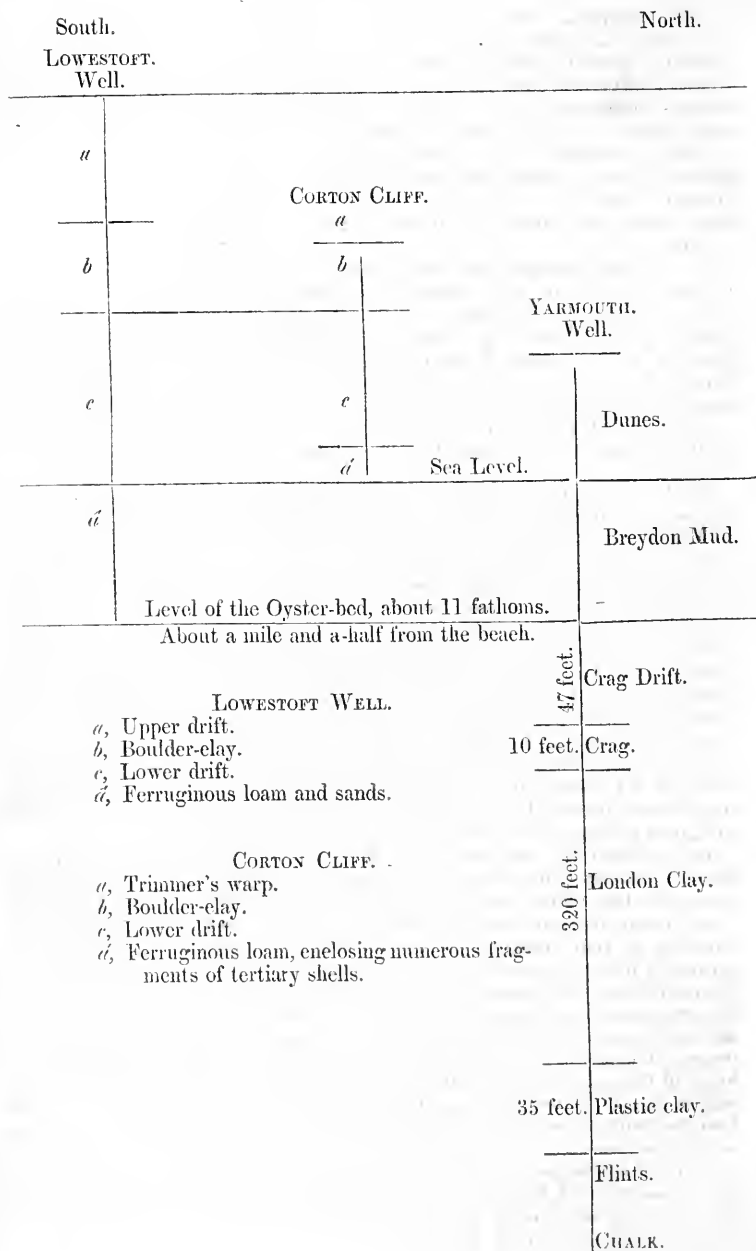 South.
North.
LOWESTOFT.
Well.
a
CORTON CLIFF.
a
b
b
YARMOUTH.
Well.
c
c
Dunes.
d́
Sea Level.
d́
Breydon Mud.
Level of the Oyster-bed, about 11 fathoms.
About a mile and a-half from the beach.
47 feet.
Crag Drift.
LOWESTOFT WELL.
a, Upper drift.
b, Boulder-clay.
c, Lower drift.
d́, Ferruginous loam and sands.
10 feet. Crag.
CORTON CLIFF.
a, Trimmer's warp.
b, Boulder-clay.
c, Lower drift.
d́, Ferruginous loam, enclosing numerous frag-
ments of tertiary shells.
320 feet.
London Clay.
35 feet. Plastic clay.
Flints.
CHALK.